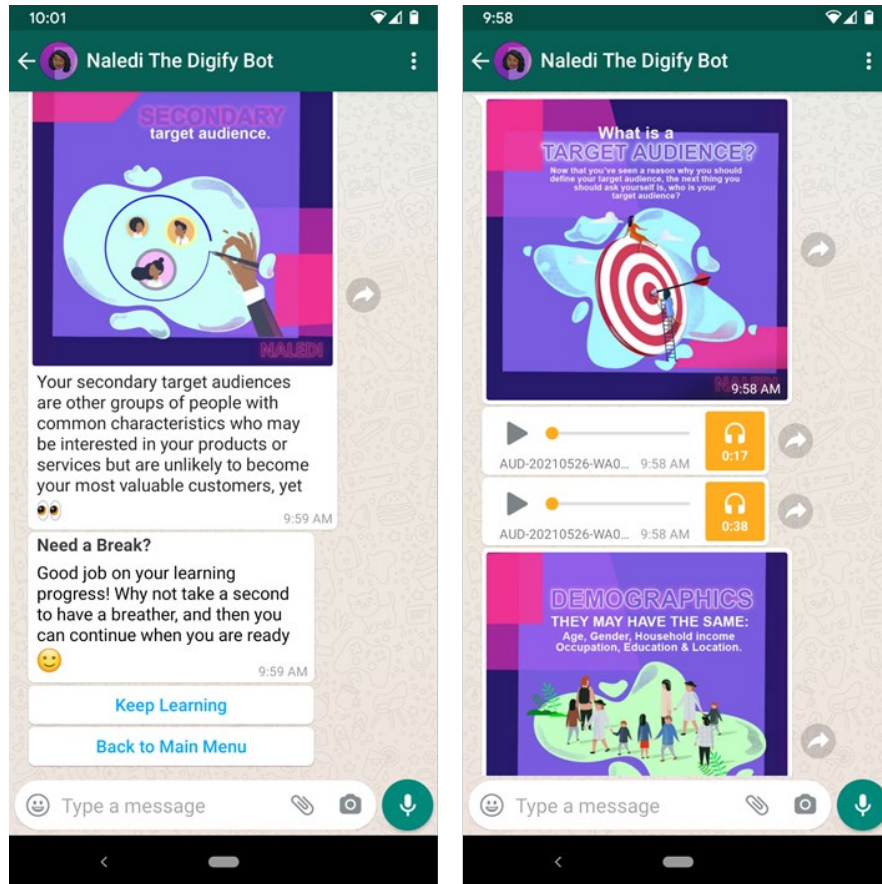 10:01
Naledi The Digify Bot
SECONDARY
target audience.
NALEDI
Your secondary target audiences
are other groups of people with
common characteristics who may
be interested in your products or
services but are unlikely to become
your most valuable customers, yet
👀
9:59 AM
Need a Break?
Good job on your learning
progress! Why not take a second
to have a breather, and then you
can continue when you are ready
🙂
9:59 AM
Keep Learning
Back to Main Menu
Type a message
9:58
Naledi The Digify Bot
What is a
TARGET AUDIENCE?
Now that you've seen a reason why you should
define your target audience, the next thing you
should ask yourself is, who is your
target audience?
NALEDI
9:58 AM
0:17
AUD-20210526-WA0... 9:58 AM
0:38
AUD-20210526-WA0... 9:58 AM
DEMOGRAPHICS
THEY MAY HAVE THE SAME:
Age, Gender, Household income
Occupation, Education & Location.
Type a message